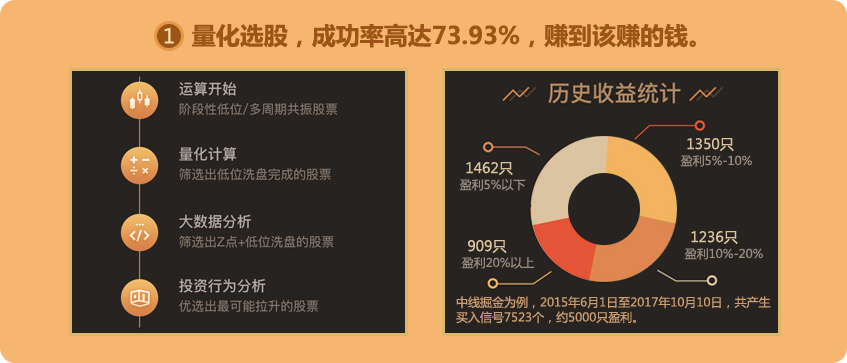 1 量化选股，成功率高达73.93%，赚到该赚的钱。
运算开始
阶段性低位/多周期共振股票
量化计算
筛选出低位洗盘完成的股票
大数据分析
筛选出Z点+低位洗盘的股票
投资行为分析
优选出最可能拉升的股票
历史收益统计
1350只
盈利5%-10%
1462只
盈利5%以下
1236只
盈利10%-20%
909只
盈利20%以上
中线掘金为例，2015年6月1日至2017年10月10日，共产生
买入信号7523个，约5000只盈利。